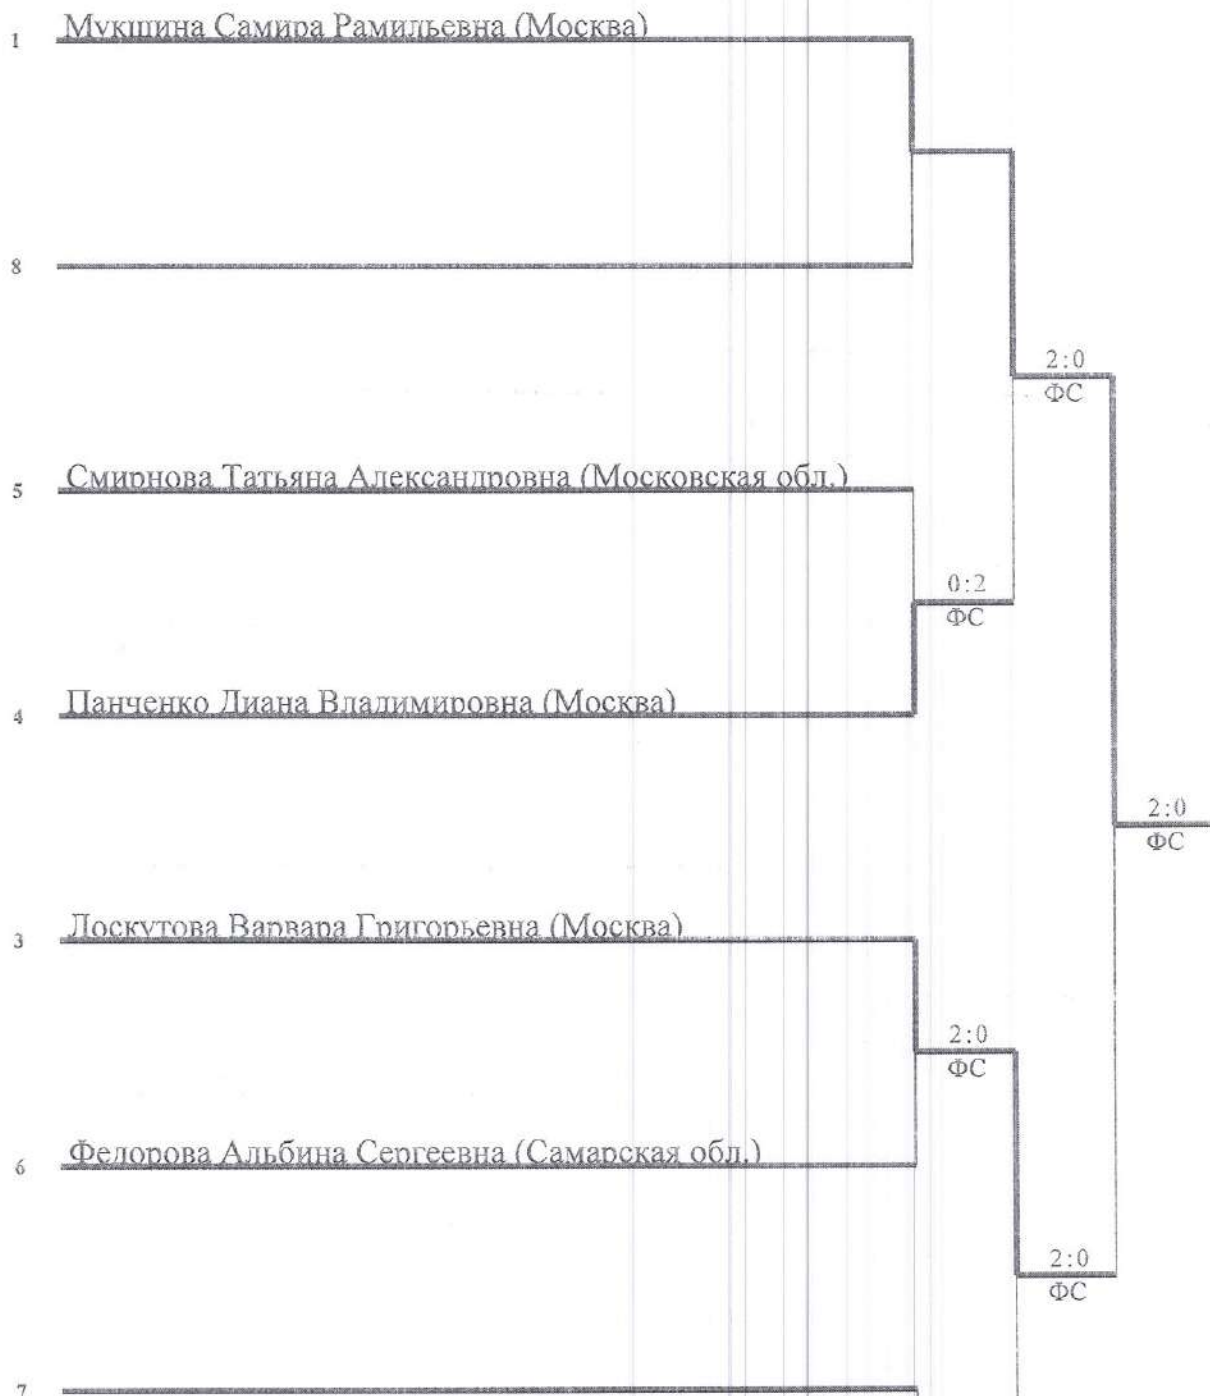 1 Мукшина Самира Рамильевна (Москва)
8
2:0
ФС
5 Смирнова Татьяна Александровна (Московская обл.)
0:2
ФС
4 Панченко Диана Владимировна (Москва)
2:0
ФС
3 Лоскутова Варвара Григорьевна (Москва)
2:0
ФС
6 Федорова Альбина Сергеевна (Самарская обл.)
2:0
ФС
7